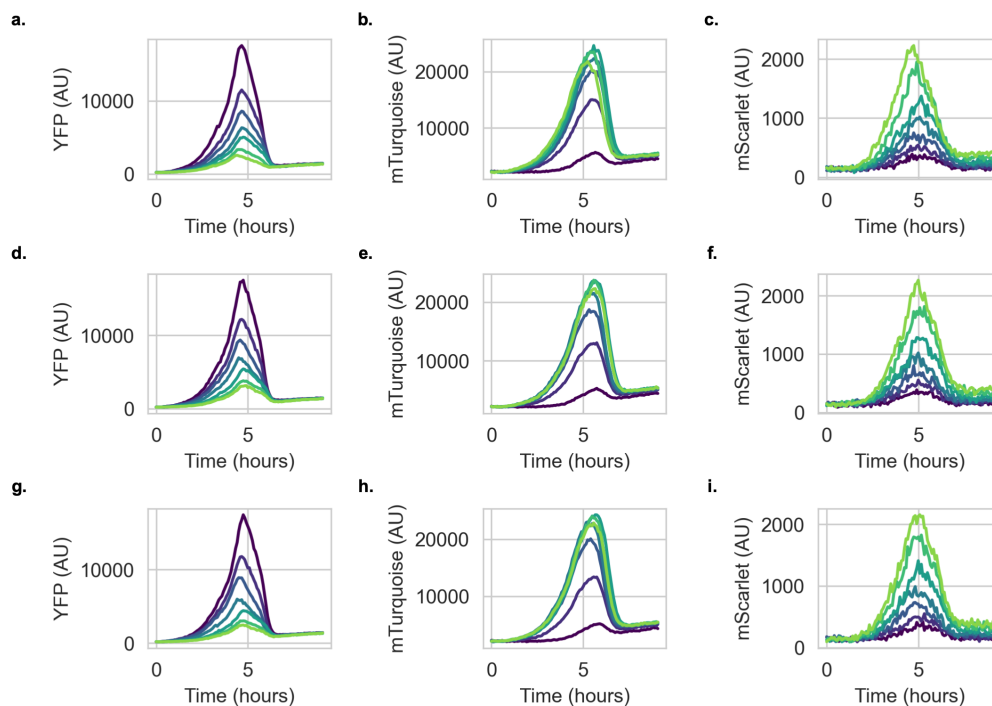 a.
YFP (AU)
10000
0
0
5
Time (hours)
b.
mTurquoise (AU)
20000
10000
0
5
Time (hours)
c.
mScarlet (AU)
2000
1000
0
0
5
Time (hours)
d.
YFP (AU)
10000
0
0
5
Time (hours)
e.
mTurquoise (AU)
20000
10000
0
5
Time (hours)
f.
mScarlet (AU)
2000
1000
0
0
5
Time (hours)
g.
YFP (AU)
10000
0
0
5
Time (hours)
h.
mTurquoise (AU)
20000
10000
0
5
Time (hours)
i.
mScarlet (AU)
2000
1000
0
0
5
Time (hours)